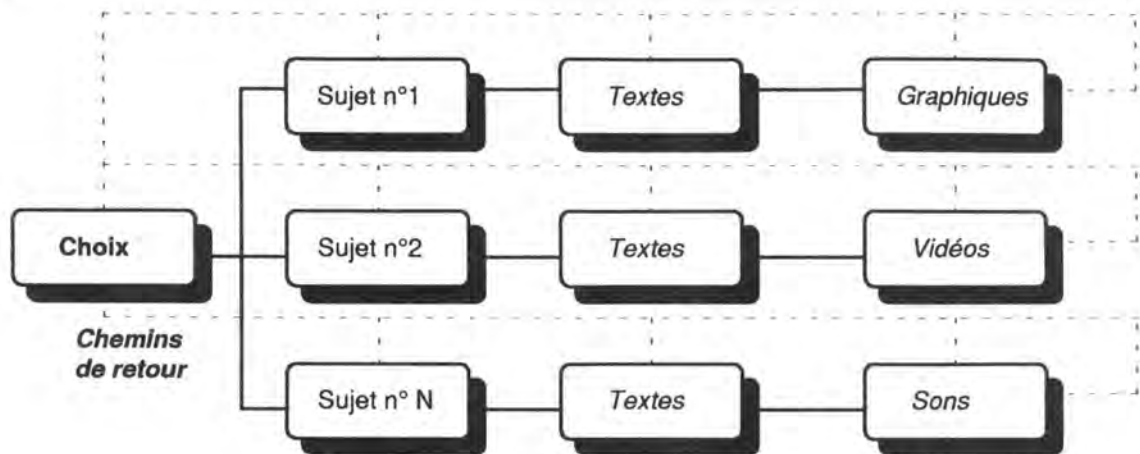 Sujet n°1
Textes
Graphiques
Choix
Sujet n°2
Textes
Vidéos
Chemins
de retour
Sujet n° N
Textes
Sons